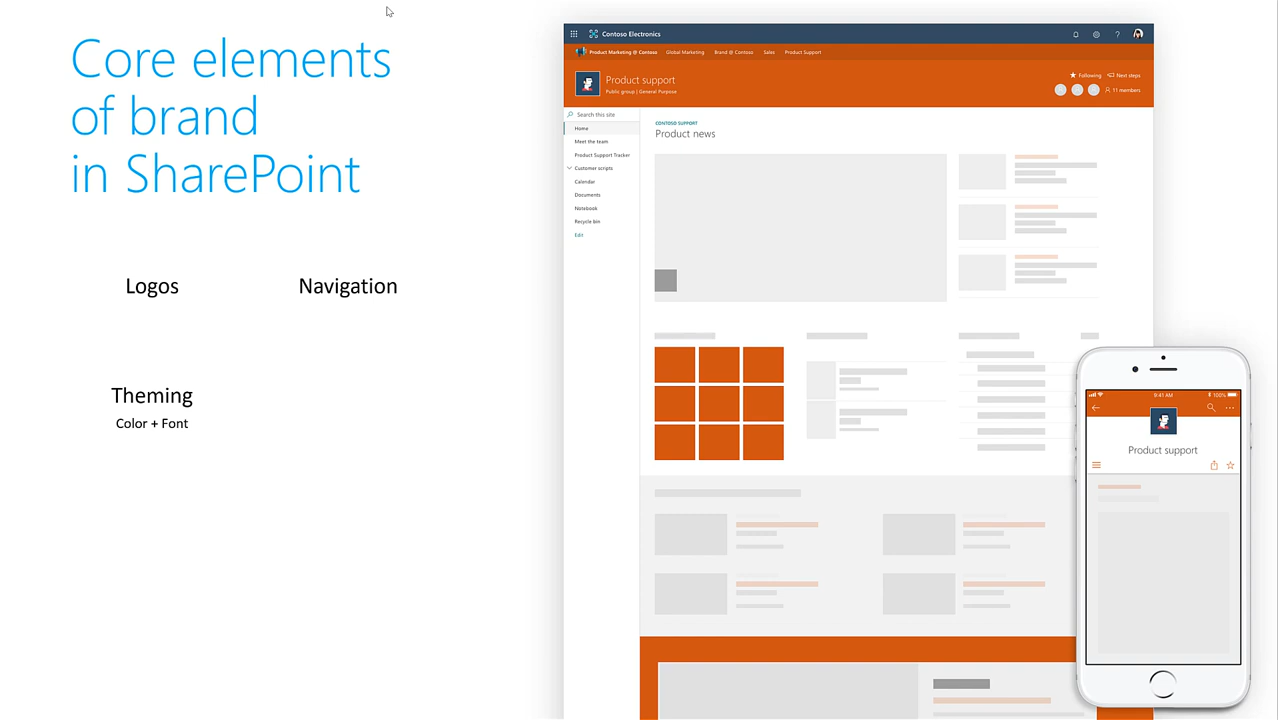 Core elements
of brand
in SharePoint
Logos
Navigation
Theming
Color + Font
Contoso Electronics
?
Product Marketing @ Contoso Global Marketing Brand @ Contoso Sales Product Support
Product support
Public group | General Purpose
Following Next steps
11 members
Search this site
Home
Meet the team
Product Support Tracker
Customer scripts
Calendar
Documents
Notebook
Recycle bin
Edit
CONTOSO SUPPORT
Product news
9:41 AM 100%
Product support